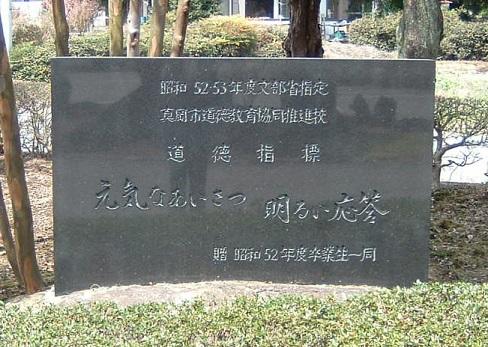 昭和 52・53年度文部省指定
真岡市道徳教育協同推進校
道徳指標
元気なあいさつ 明るい応答
贈 昭和52年度卒業生一同